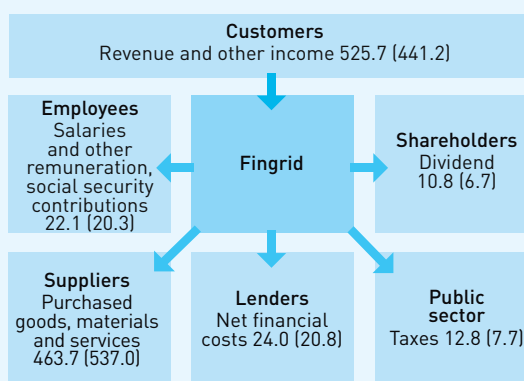 Customers
Revenue and other income 525.7 (441.2)
Employees
Salaries
and other
remuneration,
social security
contributions
22.1 (20.3)
Fingrid
Shareholders
Dividend
10.8 (6.7)
Suppliers
Purchased
goods, materials
and services
463.7 (537.0)
Lenders
Net financial
costs 24.0 (20.8)
Public
sector
Taxes 12.8 (7.7)